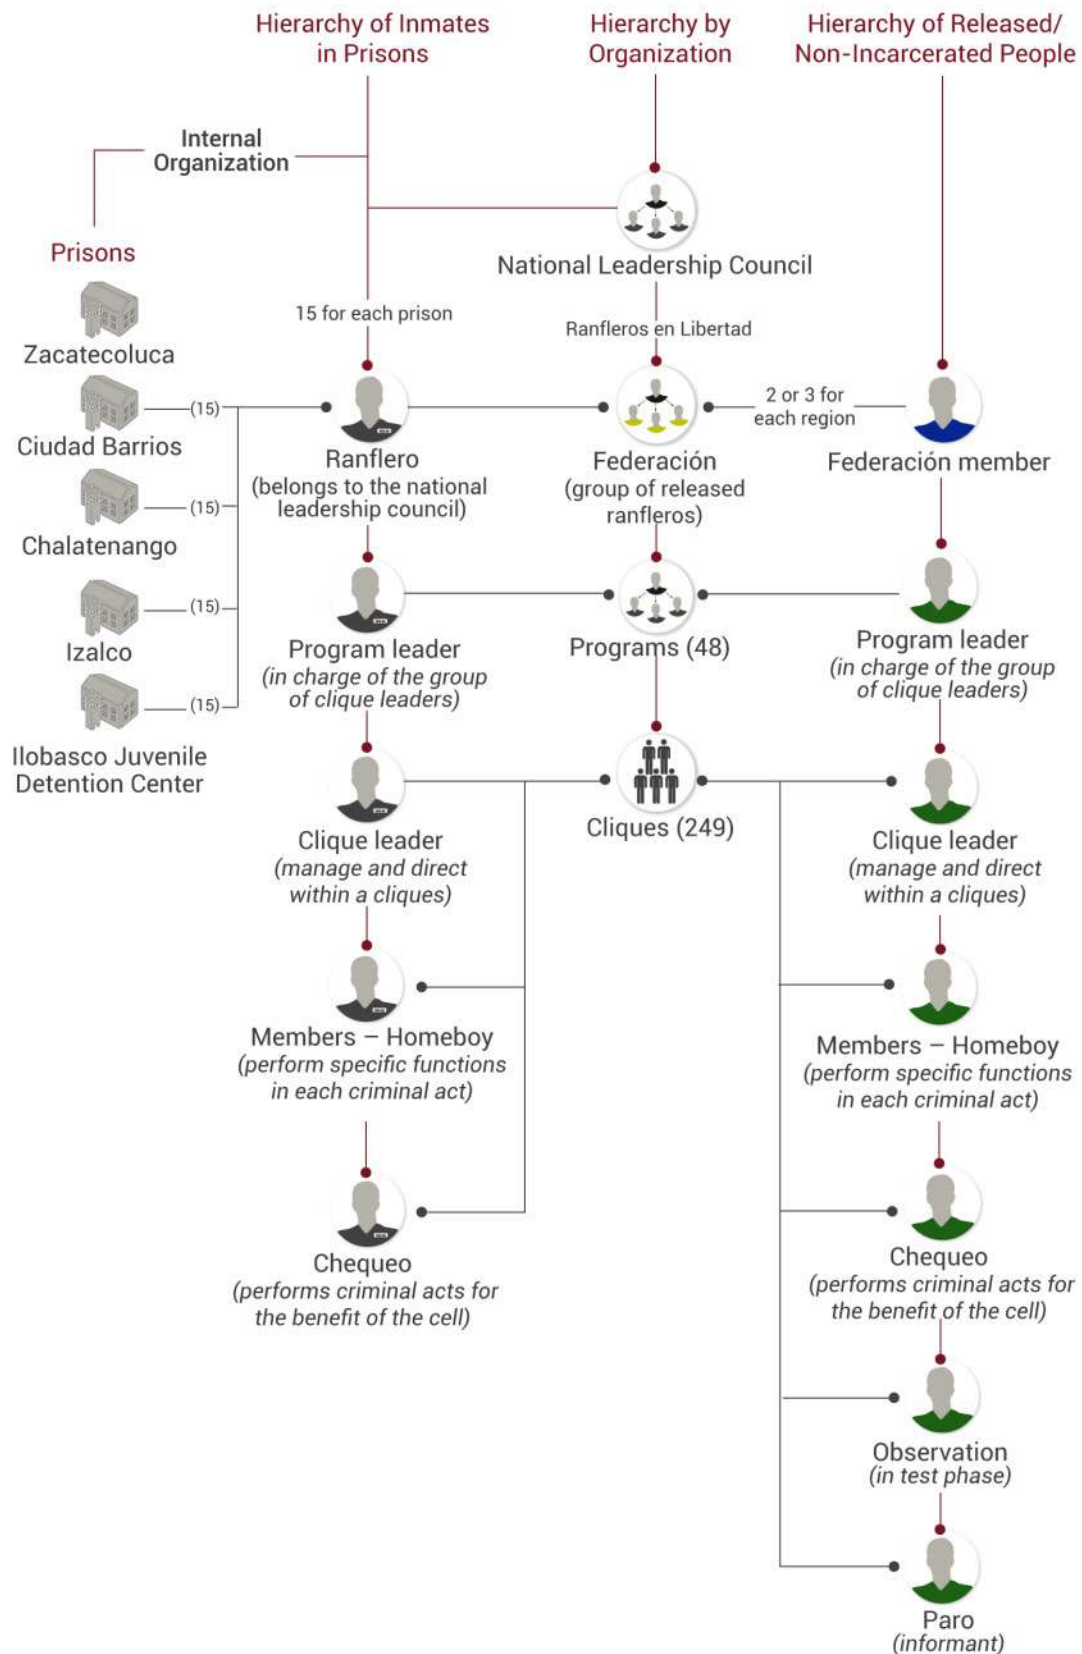 Hierarchy of Inmates
in Prisons
Hierarchy by
Organization
Hierarchy of Released/
Non-Incarcerated People
Internal
Organization
Prisons
National Leadership Council
15 for each prison
Ranfleros en Libertad
Zacatecoluca
(15)
Ciudad Barrios
(15)
Chalatenango
(15)
Izalco
(15)
Ilobasco Juvenile
Detention Center
2 or 3 for
each region
Ranflero
(belongs to the national
leadership council)
Federación
(group of released
ranfleros)
Federación member
Program leader
(in charge of the group
of clique leaders)
Programs (48)
Program leader
(in charge of the group
of clique leaders)
Clique leader
(manage and direct
within a cliques)
Cliques (249)
Clique leader
(manage and direct
within a cliques)
Members – Homeboy
(perform specific functions
in each criminal act)
Members – Homeboy
(perform specific functions
in each criminal act)
Chequeo
(performs criminal acts for
the benefit of the cell)
Chequeo
(performs criminal acts for
the benefit of the cell)
Observation
(in test phase)
Paro
(informant)